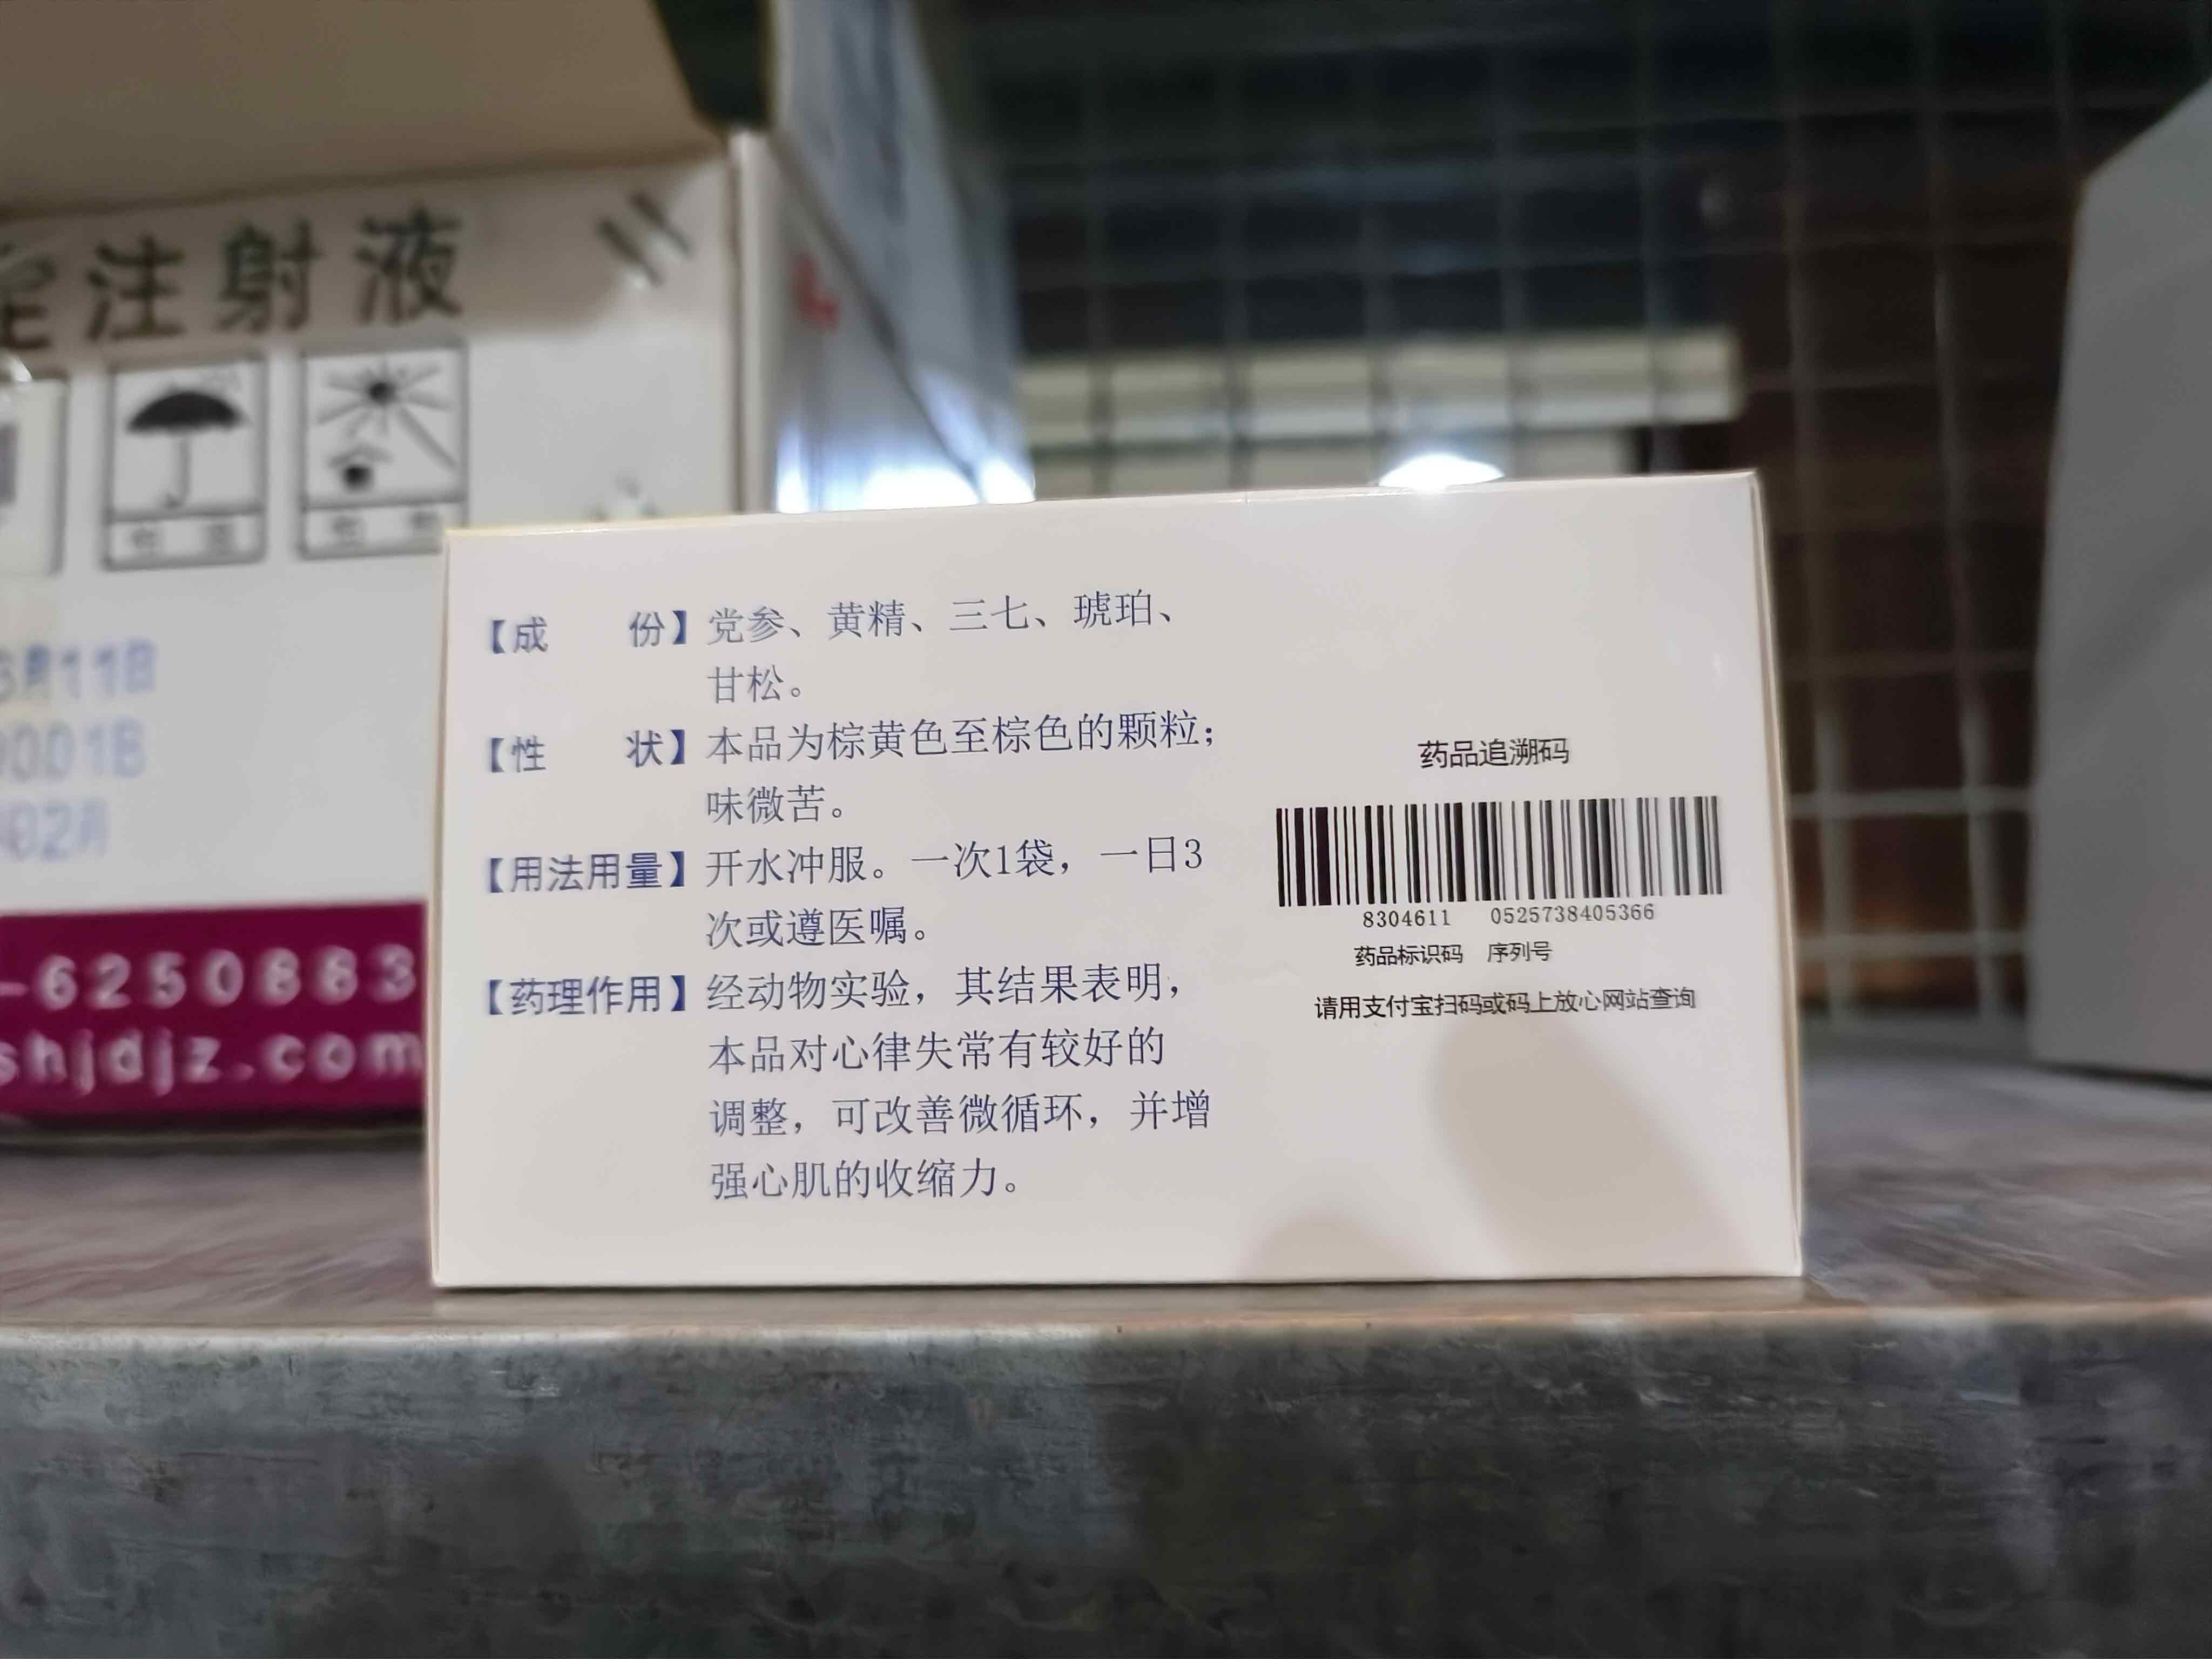 注射液
6月11日
-6250883
shjdjz.com
【成 份】党参、黄精、三七、琥珀、
甘松。
【性 状】本品为棕黄色至棕色的颗粒；
味微苦。
【用法用量】开水冲服。一次1袋，一日3
次或遵医嘱。
【药理作用】经动物实验，其结果表明，
本品对心律失常有较好的
调整，可改善微循环，并增
强心肌的收缩力。
药品追溯码
8304611 0525738405366
药品标识码 序列号
请用支付宝扫码或码上放心网站查询